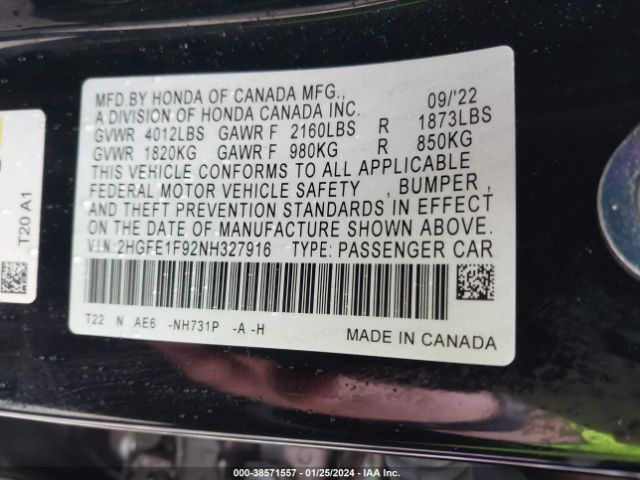 MFD.BY HONDA OF CANADA MFG., 09/'22
A DIVISION OF HONDA CANADA INC.
GVWR 4012LBS GAWR F 2160LBS R 1873LBS
GVWR 1820KG GAWR F 980KG R 850KG
THIS VEHICLE CONFORMS TO ALL APPLICABLE
FEDERAL MOTOR VEHICLE SAFETY , BUMPER ,
AND THEFT PREVENTION STANDARDS IN EFFECT
ON THE DATE OF MANUFACTURE SHOWN ABOVE.
V.I.N. 2HGFE1F92NH327916 TYPE: PASSENGER CAR
T22 N AE6 -NH731P -A -H
MADE IN CANADA
T20 A1
000-38571557 | 01/25/2024 | IAA Inc.